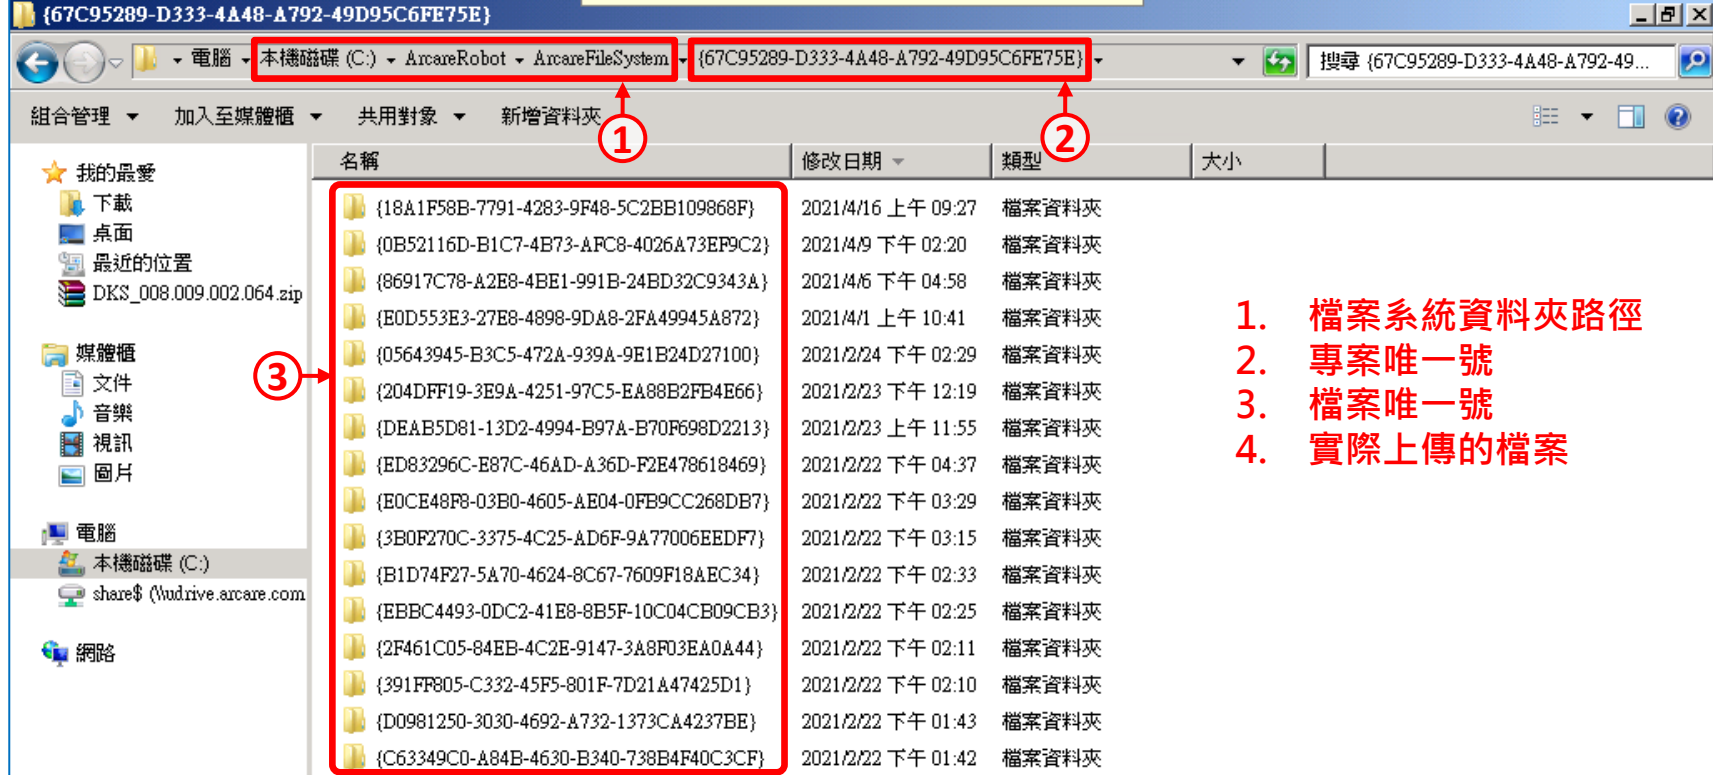 {67C95289-D333-4A48-A792-49D95C6FE75E}
電腦 本機磁碟 (C:) ArcareRobot ArcareFileSystem {67C95289-D333-4A48-A792-49D95C6FE75E}
搜尋 {67C95289-D333-4A48-A792-49...
組合管理 加入至媒體櫃 共用對象 新增資料夾
1 2
名稱 修改日期 類型 大小
我的最愛
下載
桌面
最近的位置
DKS_008.009.002.064.zip
媒體櫃
文件
音樂
視訊
圖片
電腦
本機磁碟 (C:)
share$ (\\udrive.arcare.com
網路
3
{18A1F58B-7791-4283-9F48-5C2BB109868F} 2021/4/16 上午 09:27 檔案資料夾
{0B52116D-B1C7-4B73-AFC8-4026A73EF9C2} 2021/4/9 下午 02:20 檔案資料夾
{86917C78-A2E8-4BE1-991B-24BD32C9343A} 2021/4/6 下午 04:58 檔案資料夾
{E0D553E3-27E8-4898-9DA8-2FA49945A872} 2021/4/1 上午 10:41 檔案資料夾
{05643945-B3C5-472A-939A-9E1B24D27100} 2021/2/24 下午 02:29 檔案資料夾
{204DFF19-3E9A-4251-97C5-EA88B2FB4E66} 2021/2/23 下午 12:19 檔案資料夾
{DEAB5D81-13D2-4994-B97A-B70F698D2213} 2021/2/23 上午 11:55 檔案資料夾
{ED83296C-E87C-46AD-A36D-F2E478618469} 2021/2/22 下午 04:37 檔案資料夾
{E0CE48F8-03B0-4605-AE04-0FB9CC268DB7} 2021/2/22 下午 03:29 檔案資料夾
{3B0F270C-3375-4C25-AD6F-9A77006EEDF7} 2021/2/22 下午 03:15 檔案資料夾
{B1D74F27-5A70-4624-8C67-7609F18AEC34} 2021/2/22 下午 02:33 檔案資料夾
{EBBC4493-0DC2-41E8-8B5F-10C04CB09CB3} 2021/2/22 下午 02:25 檔案資料夾
{2F461C05-84EB-4C2E-9147-3A8F03EA0A44} 2021/2/22 下午 02:11 檔案資料夾
{391FF805-C332-45F5-801F-7D21A47425D1} 2021/2/22 下午 02:10 檔案資料夾
{D0981250-3030-4692-A732-1373CA4237BE} 2021/2/22 下午 01:43 檔案資料夾
{C63349C0-A84B-4630-B340-738B4F40C3CF} 2021/2/22 下午 01:42 檔案資料夾
1. 檔案系統資料夾路徑
2. 專案唯一號
3. 檔案唯一號
4. 實際上傳的檔案